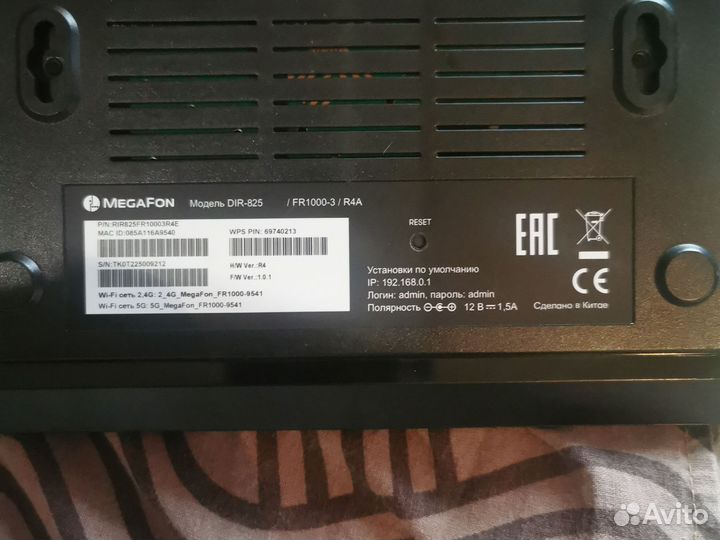 MEGAFON Модель DIR-825 / FR1000-3 / R4A
P/N:RIR825FR10003R4E
MAC ID:085A116A9540
WPS PIN: 69740213
S/N:TK0T225009212
H/W Ver.:R4
F/W Ver.:1.0.1
Wi-Fi сеть 2,4G: 2_4G_MegaFon_FR1000-9541
Wi-Fi сеть 5G: 5G_MegaFon_FR1000-9541
RESET
Установки по умолчанию
IP: 192.168.0.1
Логин: admin, пароль: admin
Полярность 12 В 1,5А
EAC
CE
Сделано в Китае
Avito